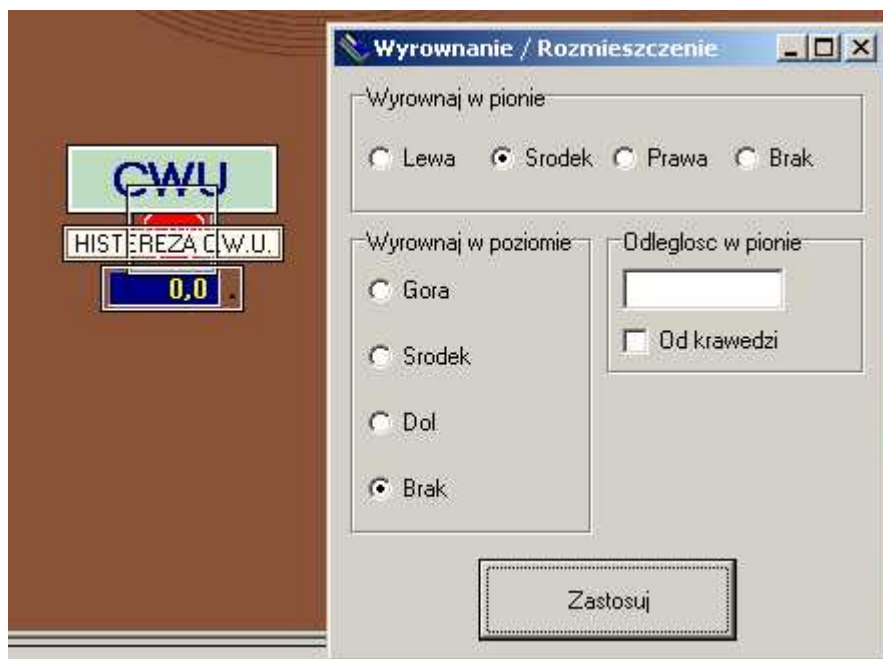 Wyrownanie / Rozmieszczenie
CWU
HISTEREZA C.W.U.
0,0 .
Wyrownaj w pionie
Lewa Srodek Prawa Brak
Wyrownaj w poziomie
Gora
Srodek
Dol
Brak
Odleglosc w pionie
Od krawedzi
Zastosuj